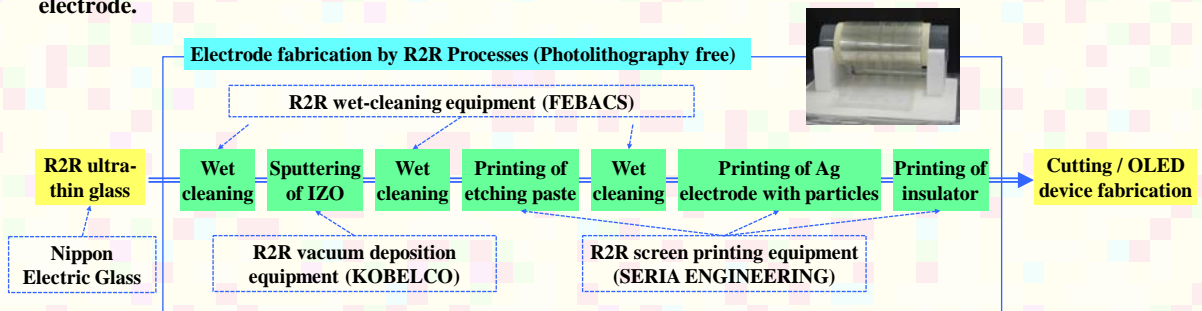 electrode.
Electrode fabrication by R2R Processes (Photolithography free)
R2R wet-cleaning equipment (FEBACS)
R2R ultra-
thin glass
Wet
cleaning
Sputtering
of IZO
Wet
cleaning
Printing of
etching paste
Wet
cleaning
Printing of Ag
electrode with particles
Printing of
insulator
Cutting / OLED
device fabrication
Nippon
Electric Glass
R2R vacuum deposition
equipment (KOBELCO)
R2R screen printing equipment
(SERIA ENGINEERING)